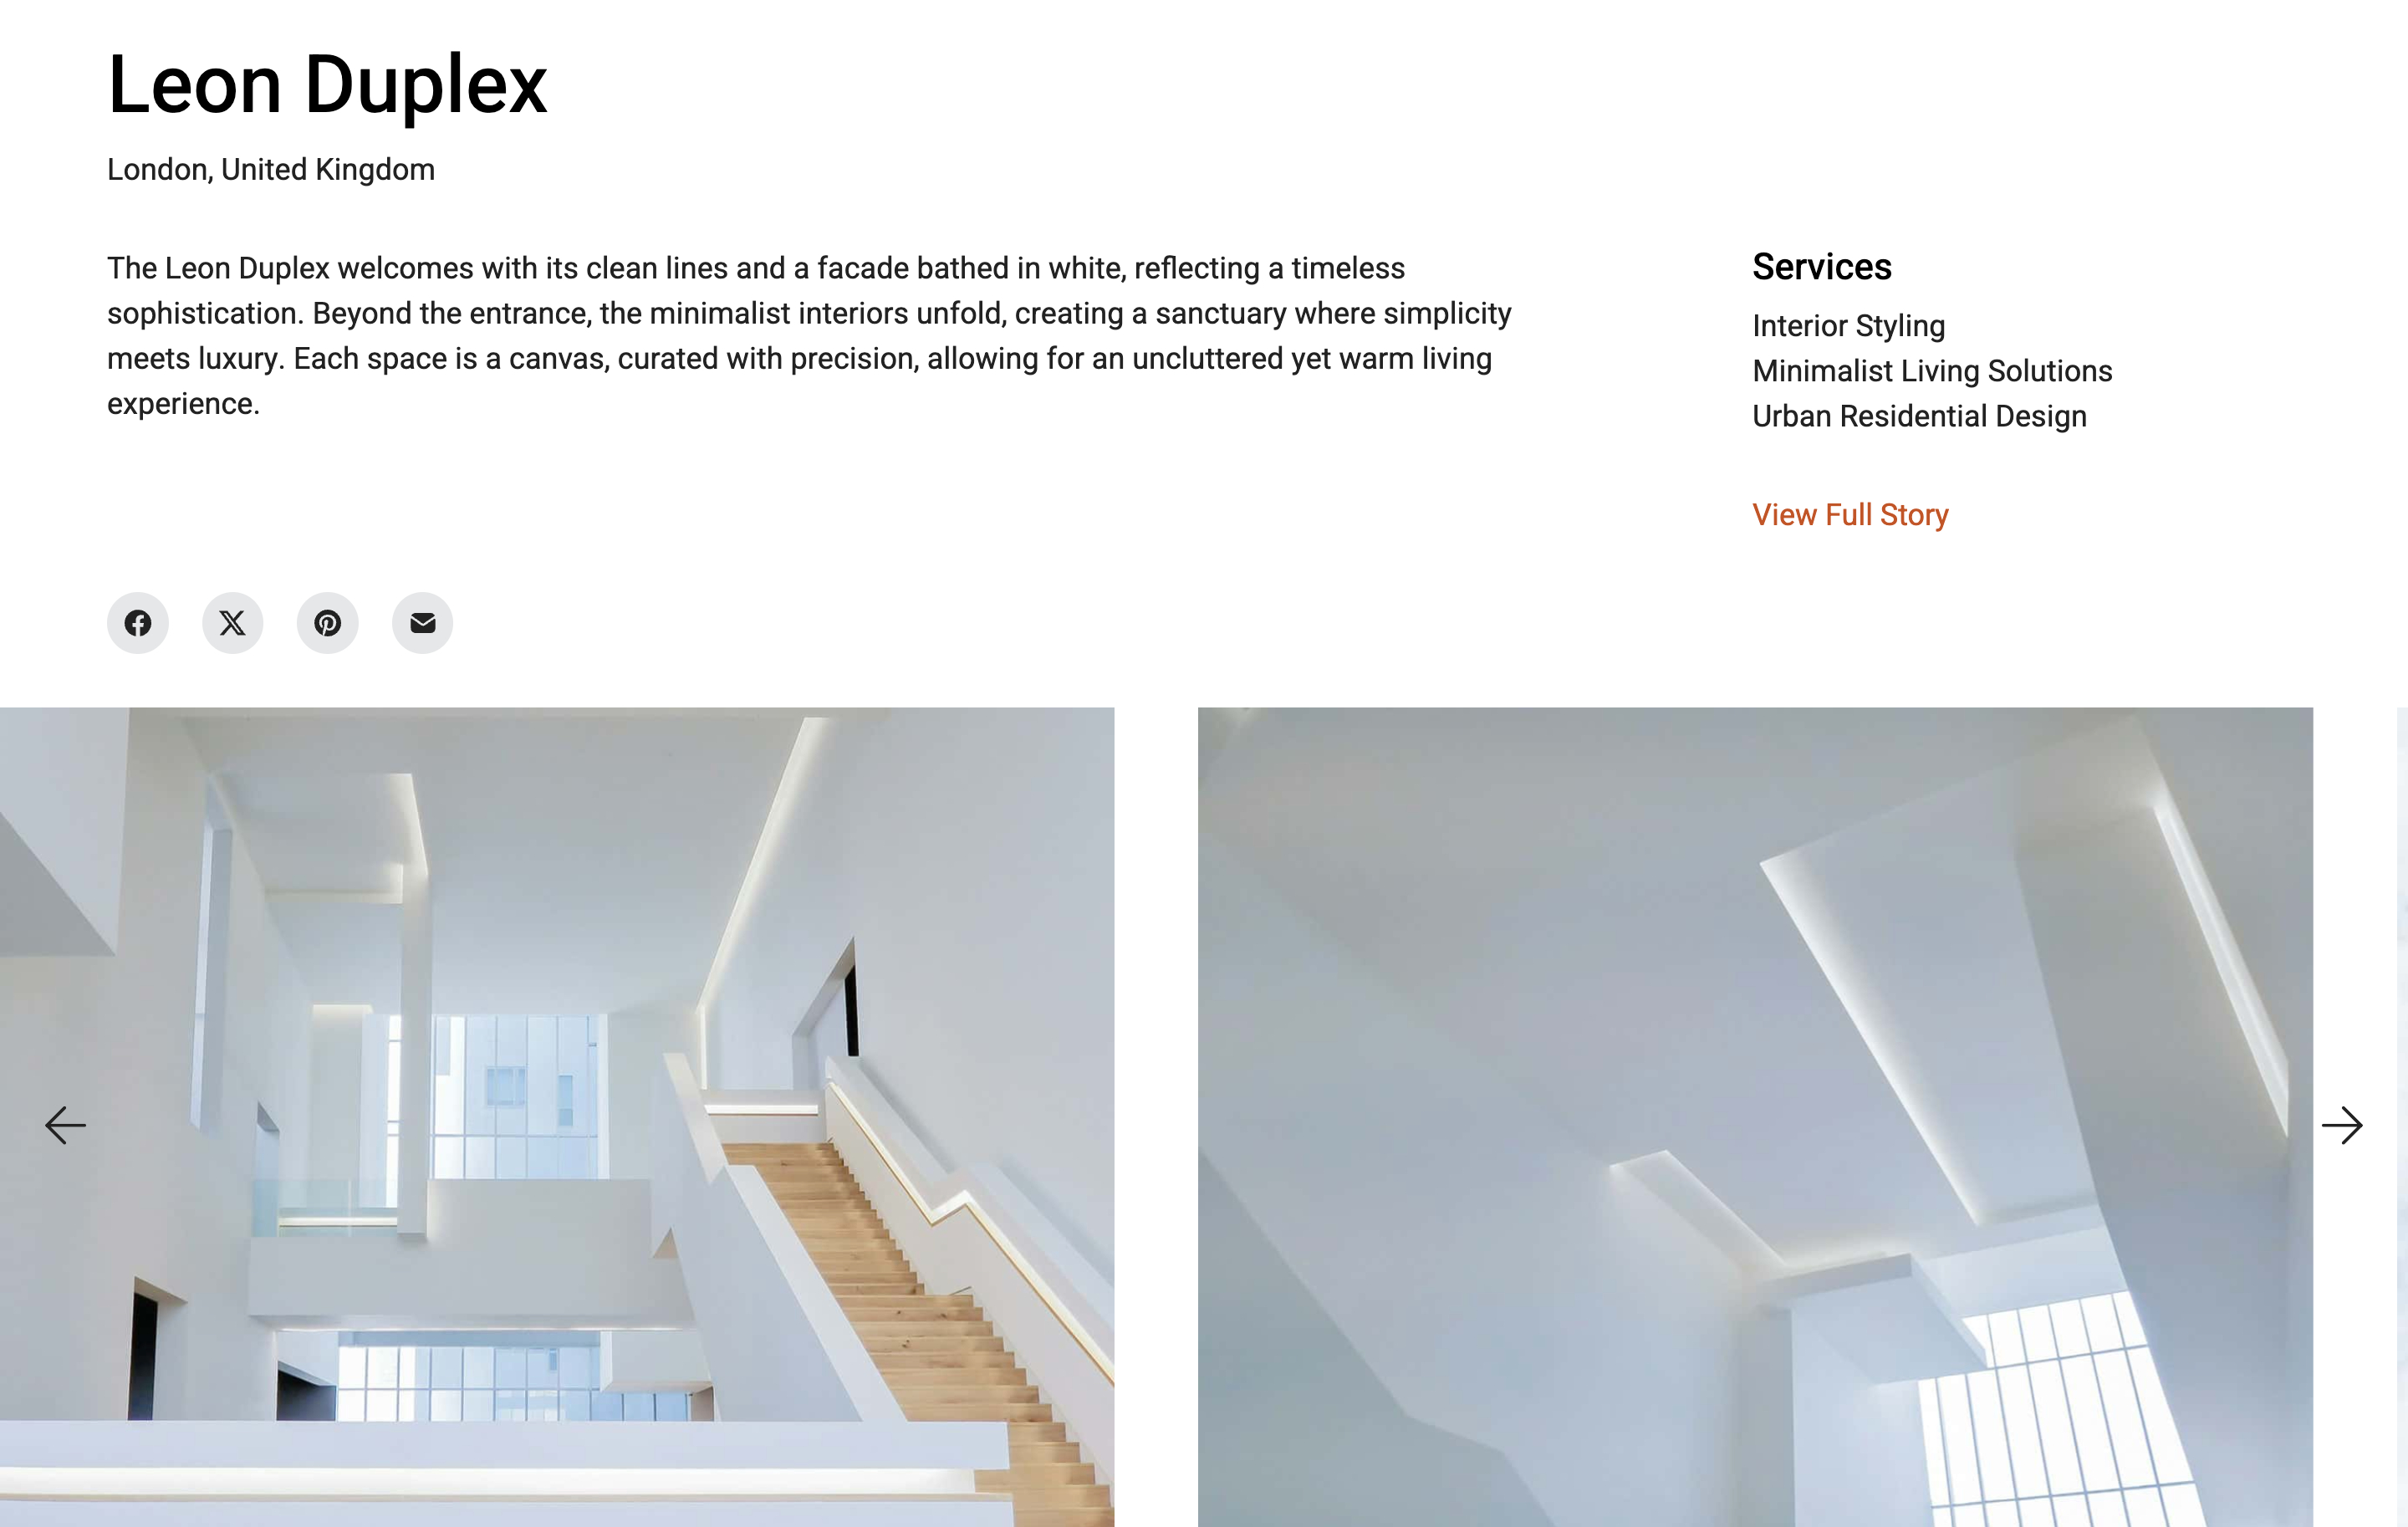 Leon Duplex
London, United Kingdom
The Leon Duplex welcomes with its clean lines and a facade bathed in white, reflecting a timeless
sophistication. Beyond the entrance, the minimalist interiors unfold, creating a sanctuary where simplicity
meets luxury. Each space is a canvas, curated with precision, allowing for an uncluttered yet warm living
experience.
Services
Interior Styling
Minimalist Living Solutions
Urban Residential Design
View Full Story